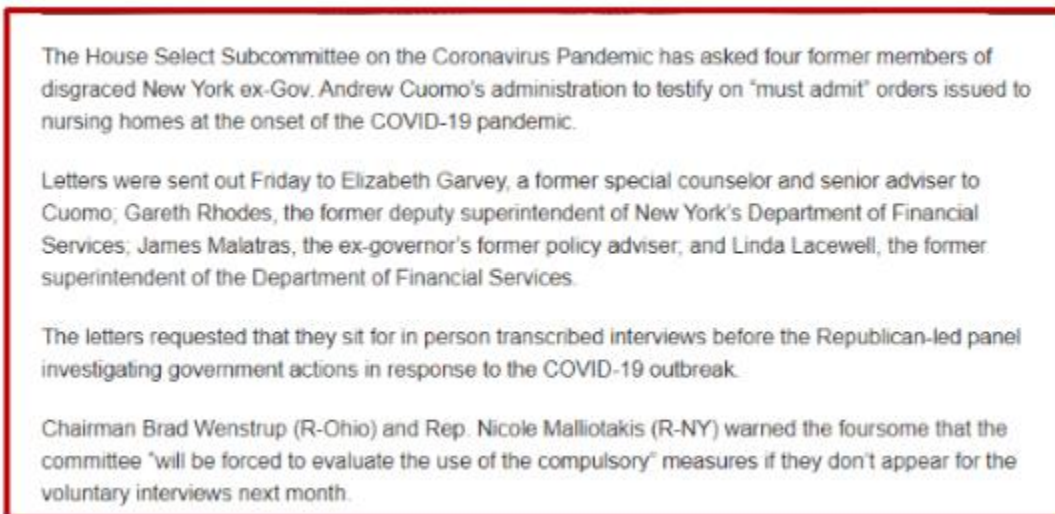 The House Select Subcommittee on the Coronavirus Pandemic has asked four former members of
disgraced New York ex-Gov. Andrew Cuomo's administration to testify on "must admit" orders issued to
nursing homes at the onset of the COVID-19 pandemic.
Letters were sent out Friday to Elizabeth Garvey, a former special counselor and senior adviser to
Cuomo; Gareth Rhodes, the former deputy superintendent of New York's Department of Financial
Services; James Malatras, the ex-governor's former policy adviser; and Linda Lacewell, the former
superintendent of the Department of Financial Services.
The letters requested that they sit for in person transcribed interviews before the Republican-led panel
investigating government actions in response to the COVID-19 outbreak.
Chairman Brad Wenstrup (R-Ohio) and Rep. Nicole Malliotakis (R-NY) warned the foursome that the
committee "will be forced to evaluate the use of the compulsory" measures if they don't appear for the
voluntary interviews next month.